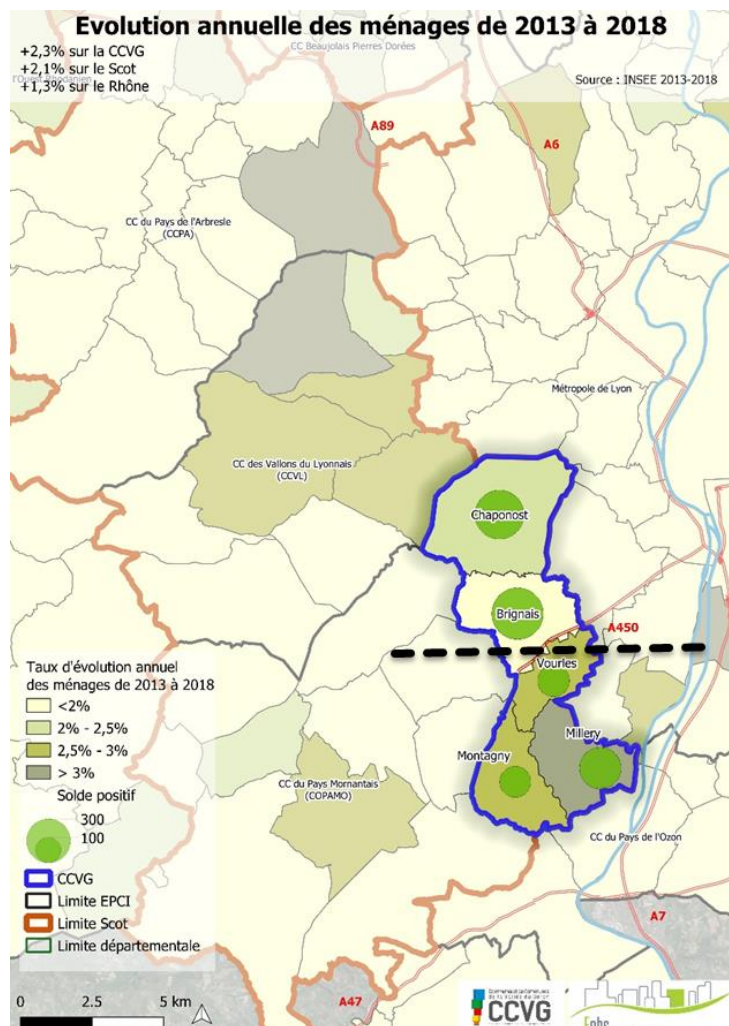 Evolution annuelle des ménages de 2013 à 2018
+2,3% sur la CCVG
+2,1% sur le Scot
+1,3% sur le Rhône
CC Beaujolais Pierres Dorées
l'Ouest Rhodanien
Source : INSEE 2013-2018
A89
A6
CC du Pays de l'Arbresle
(CCPA)
Métropole de Lyon
CC des Vallons du Lyonnais
(CCVL)
Chaponost
Brignais
A450
Vourles
Millery
Montagny
CC du Pays Mornantais
(COPAMO)
CC du Pays de l'Ozon
Taux d'évolution annuel
des ménages de 2013 à 2018
<2%
2% - 2,5%
2,5% - 3%
> 3%
Solde positif
300
100
CCVG
Limite EPCI
Limite Scot
Limite départementale
A7
A47
0 2.5 5 km
CCVG